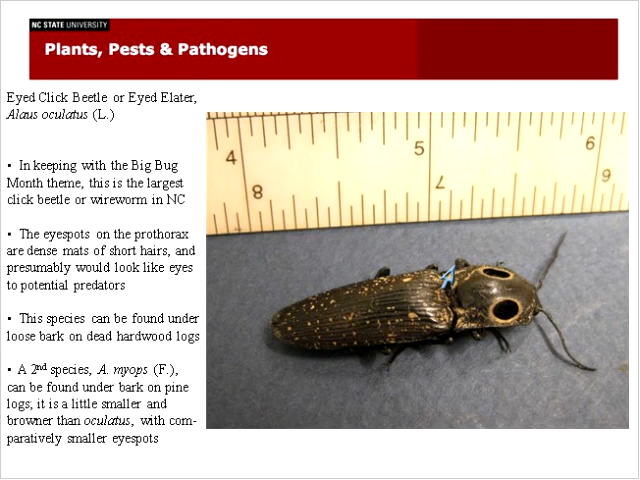 NC STATE UNIVERSITY
Plants, Pests & Pathogens
Eyed Click Beetle or Eyed Elater,
Alaus oculatus (L.)
• In keeping with the Big Bug
Month theme, this is the largest
click beetle or wireworm in NC
• The eyespots on the prothorax
are dense mats of short hairs, and
presumably would look like eyes
to potential predators
• This species can be found under
loose bark on dead hardwood logs
• A 2nd species, A. myops (F.),
can be found under bark on pine
logs; it is a little smaller and
browner than oculatus, with com-
paratively smaller eyespots
4 5 6
8 7 9